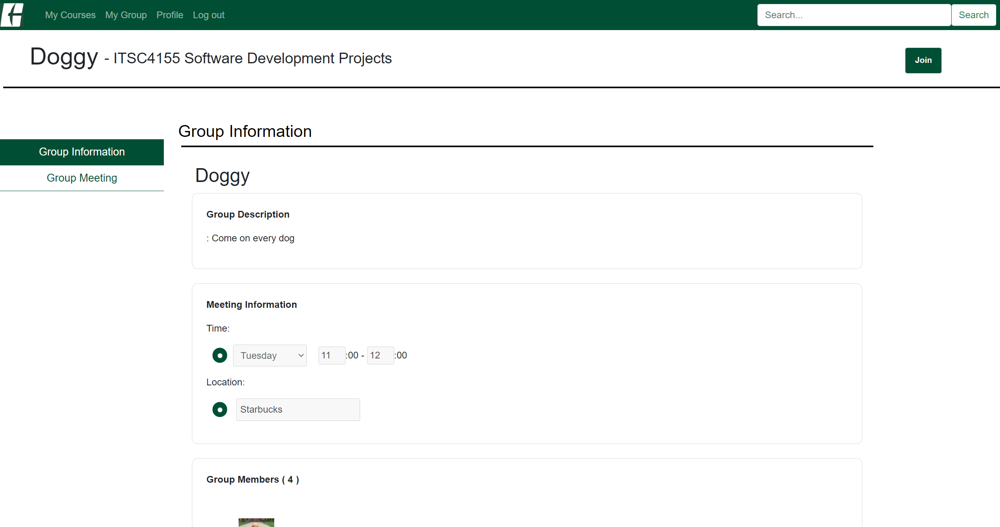 My Courses My Group Profile Log out Search... Search
Doggy - ITSC4155 Software Development Projects Join
Group Information
Group Information
Group Meeting
Doggy
Group Description
: Come on every dog
Meeting Information
Time:
Tuesday 11 :00 - 12 :00
Location:
Starbucks
Group Members ( 4 )